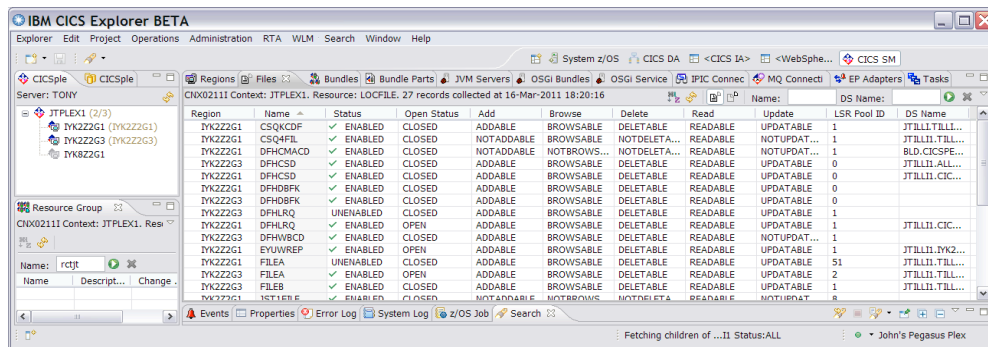 IBM CICS Explorer BETA
Explorer Edit Project Operations Administration RTA WLM Search Window Help
System z/OS CICS DA <CICS IA> <WebSphe... CICS SM
CICSple CICSple Regions Files Bundles Bundle Parts JVM Servers OSGi Bundles OSGi Service IPIC Connec MQ Connecti EP Adapters Tasks
Server: TONY
CNX0211I Context: JTPLEX1. Resource: LOCFILE. 27 records collected at 16-Mar-2011 18:20:16 Name: DS Name:
JTPLEX1 (2/3)
IYK2Z2G1 (IYK2Z2G1)
IYK2Z2G3 (IYK2Z2G3)
IYK8Z2G1
Resource Group
CNX0211I Context: JTPLEX1. Reso
Name: rctjt
Name Descript... Change .
Region Name Status Open Status Add Browse Delete Read Update LSR Pool ID DS Name
IYK2Z2G1 CSQKCDF ENABLED CLOSED ADDABLE BROWSABLE DELETABLE READABLE UPDATABLE 1 JTILLI.TILLI...
IYK2Z2G1 CSQ4FIL ENABLED CLOSED NOTADDABLE BROWSABLE NOTDELETA... READABLE NOTUPDAT... 1 JTILLI1.TILL...
IYK2Z2G1 DFHCMACD ENABLED CLOSED NOTADDABLE NOTBROWS... NOTDELETA... READABLE NOTUPDAT... 1 BLD.CICSPE...
IYK2Z2G3 DFHCSD ENABLED CLOSED ADDABLE BROWSABLE DELETABLE READABLE UPDATABLE 0 JTILLI1.ALL...
IYK2Z2G1 DFHCSD ENABLED CLOSED ADDABLE BROWSABLE DELETABLE READABLE UPDATABLE 0 JTILLI1.CIC...
IYK2Z2G1 DFHDBFK ENABLED CLOSED ADDABLE BROWSABLE DELETABLE READABLE UPDATABLE 0
IYK2Z2G3 DFHDBFK ENABLED CLOSED ADDABLE BROWSABLE DELETABLE READABLE UPDATABLE 0
IYK2Z2G3 DFHLRQ UNENABLED CLOSED ADDABLE BROWSABLE DELETABLE READABLE UPDATABLE 1
IYK2Z2G1 DFHLRQ ENABLED OPEN ADDABLE BROWSABLE DELETABLE READABLE UPDATABLE 1 JTILLI1.CIC...
IYK2Z2G3 DFHWBCD ENABLED CLOSED ADDABLE BROWSABLE DELETABLE READABLE NOTUPDAT... 1
IYK2Z2G1 EYUWREP ENABLED OPEN ADDABLE BROWSABLE DELETABLE READABLE UPDATABLE 1 JTILLI1.IYK2...
IYK2Z2G1 FILEA UNENABLED CLOSED ADDABLE BROWSABLE DELETABLE READABLE UPDATABLE 51 JTILLI1.TILL...
IYK2Z2G3 FILEA ENABLED OPEN ADDABLE BROWSABLE DELETABLE READABLE UPDATABLE 2 JTILLI1.TILL...
IYK2Z2G3 FILEB ENABLED CLOSED ADDABLE BROWSABLE DELETABLE READABLE UPDATABLE 1 JTILLI1.TILL...
IYK2Z2G1 JST1FILE ENABLED CLOSED NOTADDABLE NOTBROWS... NOTDELETA... READABLE NOTUPDAT... 8
Events Properties Error Log System Log z/OS Job Search
Fetching children of ...I1 Status:ALL John's Pegasus Plex